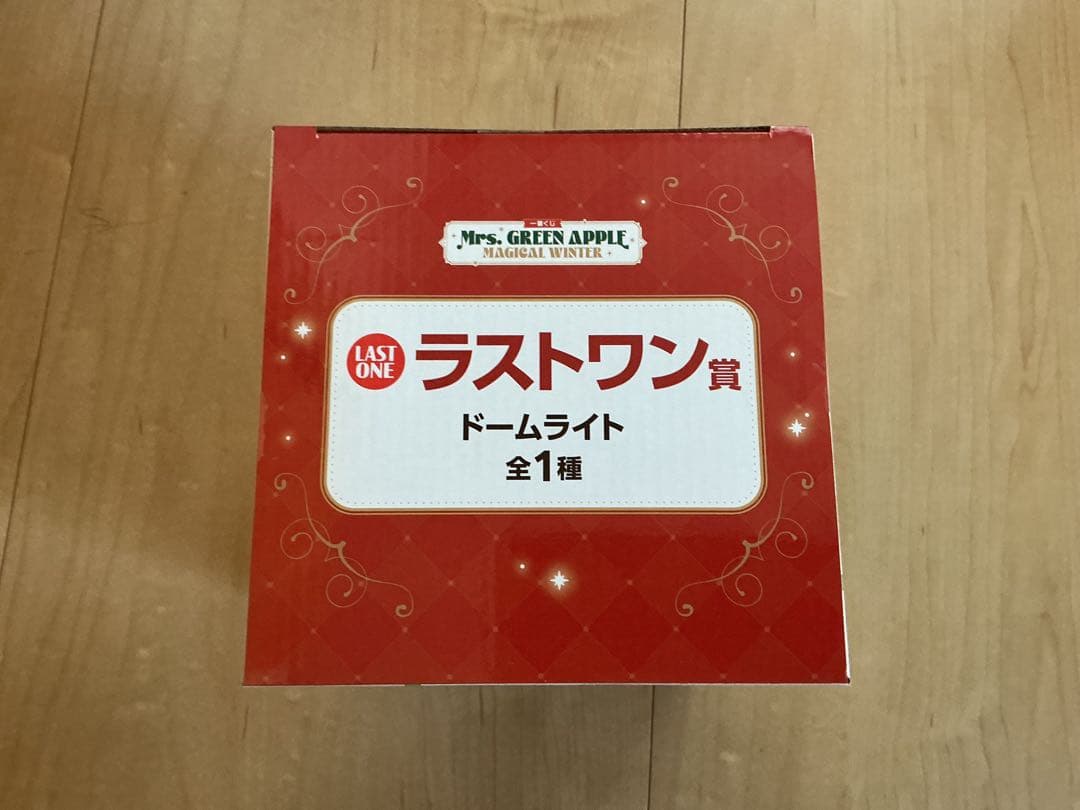 一番くじ
Mrs. GREEN APPLE
MAGICAL WINTER
LAST
ONE
ラストワン賞
ドームライト
全1種